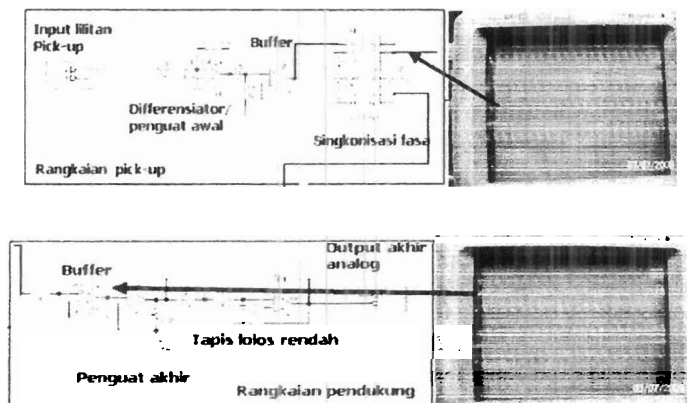 Input lilitan
Pick-up
Buffer
Differensiator/
penguat awal
Singkonisasi fasa
Rangkaian pick-up
Output akhir
analog
Buffer
Tapis lolos rendah
Penguat akhir
Rangkaian pendukung